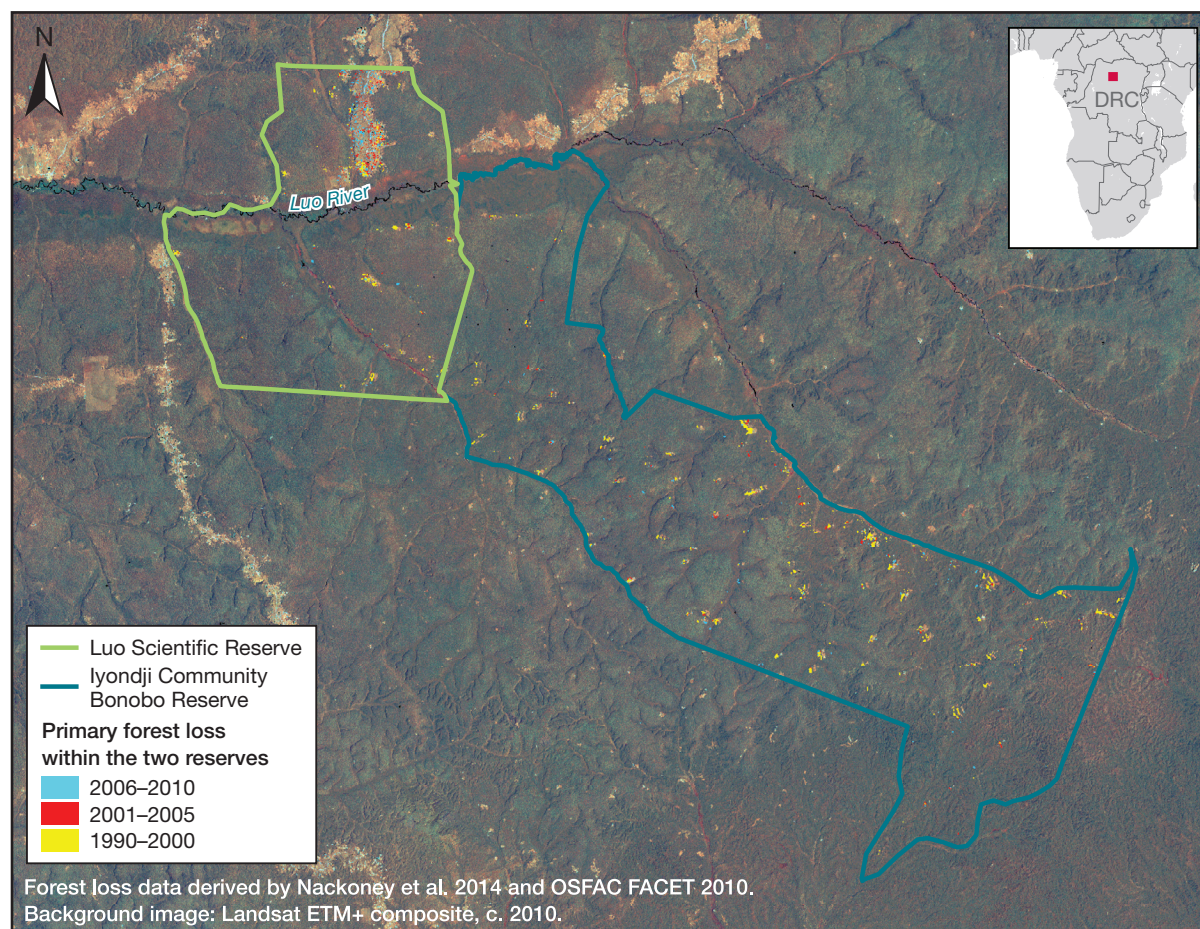 N
DRC
Luo River
Luo Scientific Reserve
Iyondji Community
Bonobo Reserve
Primary forest loss
within the two reserves
2006–2010
2001–2005
1990–2000
Forest loss data derived by Nackoney et al. 2014 and OSFAC FACET 2010.
Background image: Landsat ETM+ composite, c. 2010.